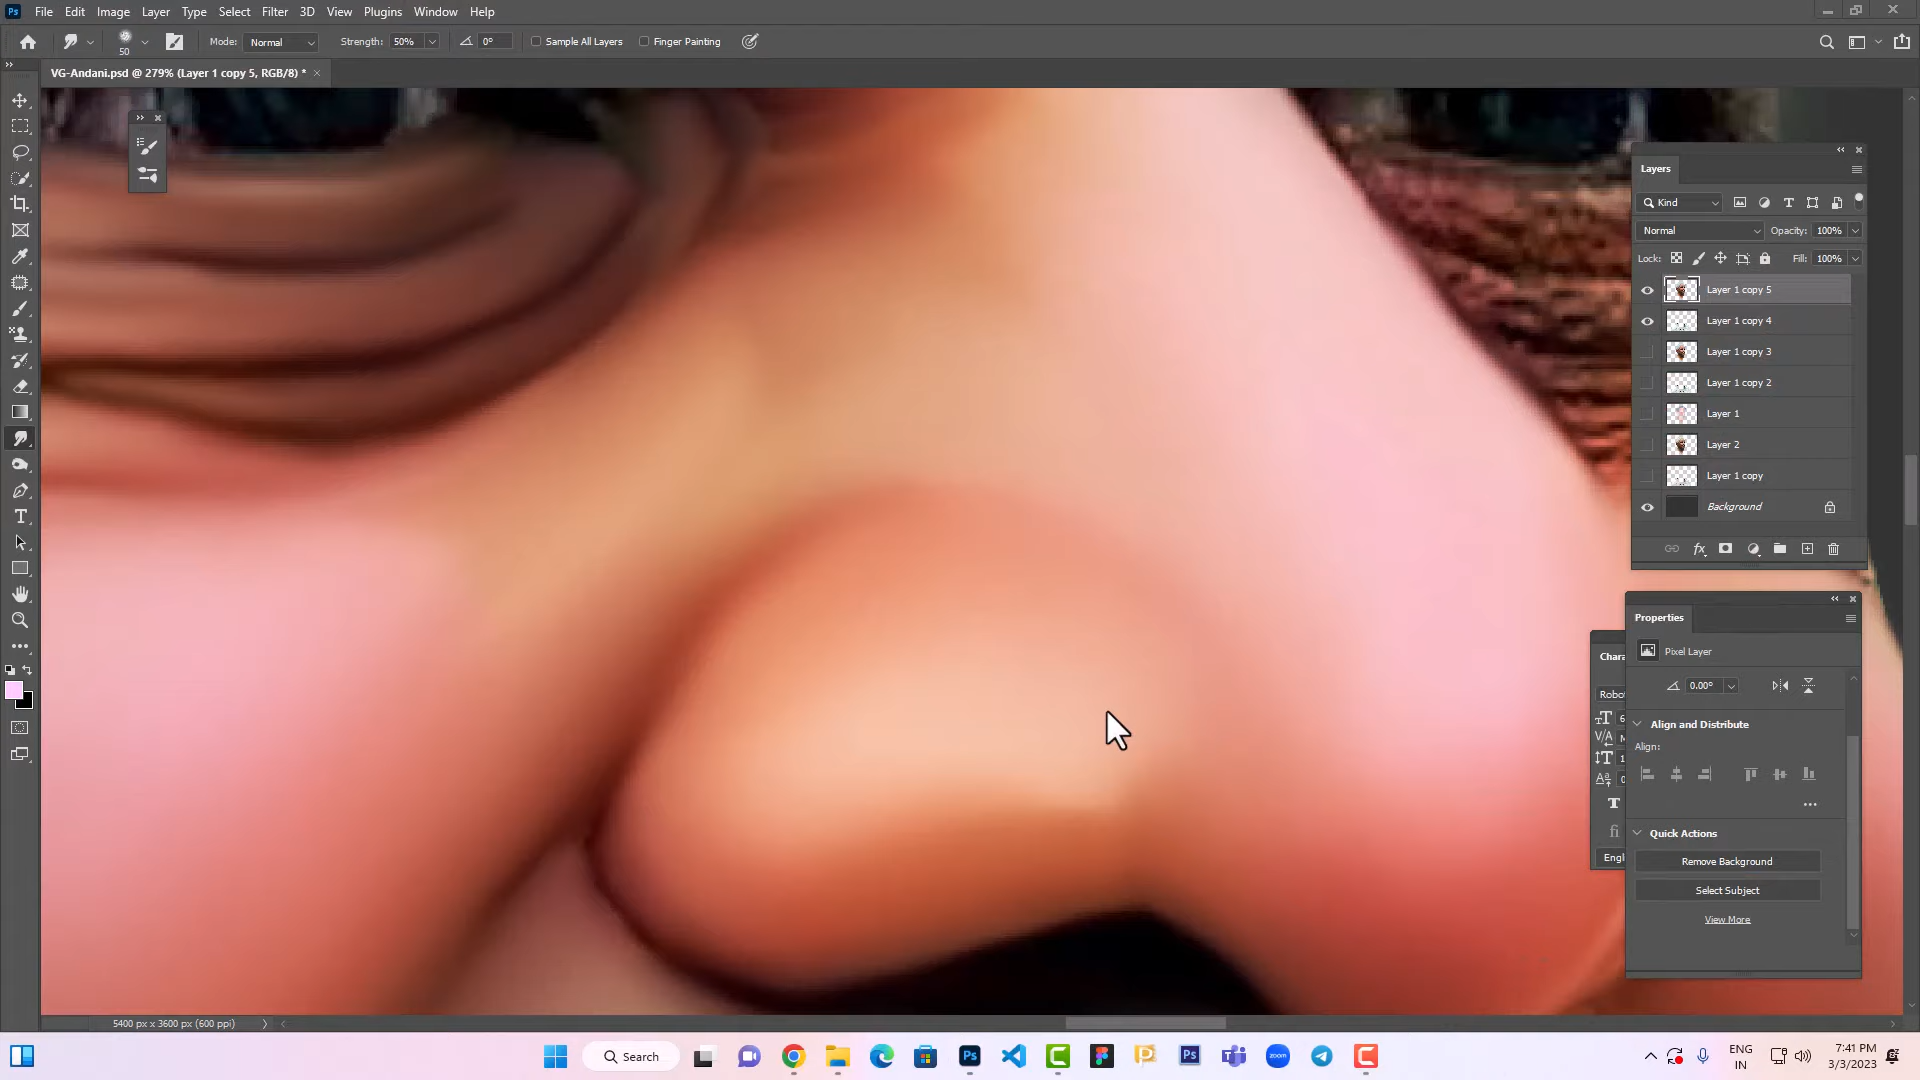 Ps File Edit Image Layer Type Select Filter 3D View Plugins Window Help
50 Mode: Normal Strength: 50% 0° Sample All Layers Finger Painting
VG-Andani.psd @ 279% (Layer 1 copy 5, RGB/8) *
Layers
Kind
Normal Opacity: 100%
Lock: Fill: 100%
Layer 1 copy 5
Layer 1 copy 4
Layer 1 copy 3
Layer 1 copy 2
Layer 1
Layer 2
Layer 1 copy
Background
Properties
Chara
Pixel Layer
Robo
0.00°
Align and Distribute
Align:
Quick Actions
Remove Background
Engl
Select Subject
View More
5400 px x 3600 px (600 ppi)
Search
ENG
IN
7:41 PM
3/3/2023